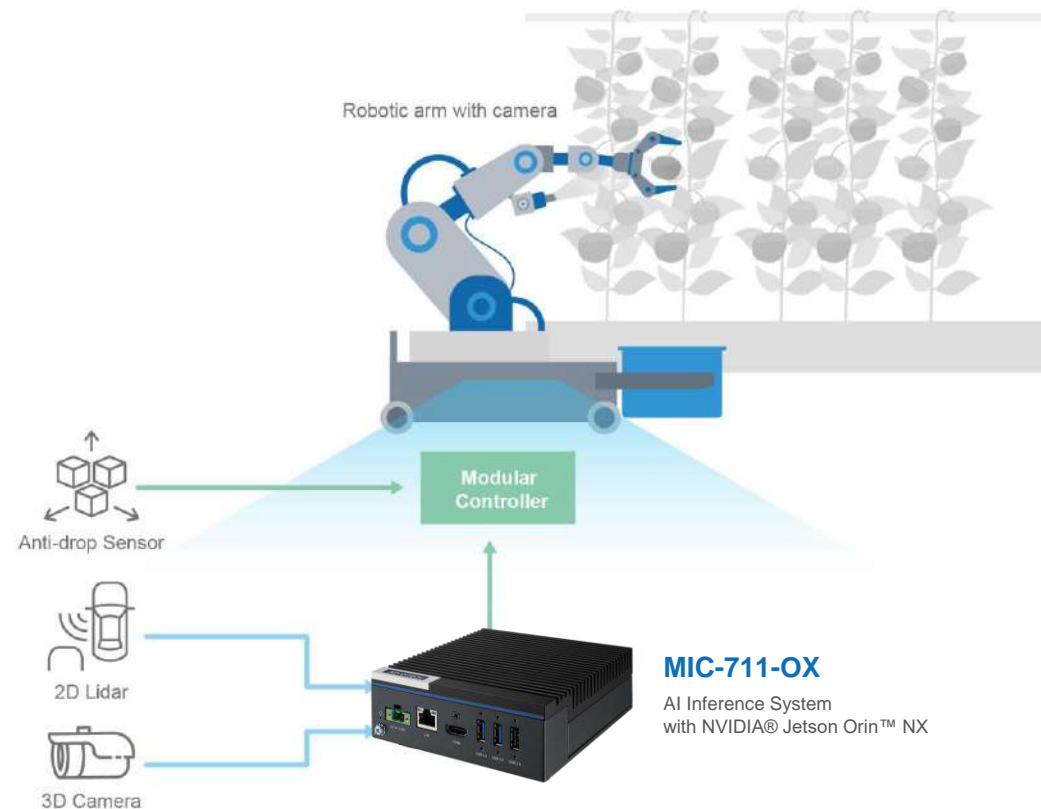 Robotic arm with camera
Modular
Controller
Anti-drop Sensor
2D Lidar
MIC-711-OX
AI Inference System
with NVIDIA® Jetson Orin™ NX
3D Camera